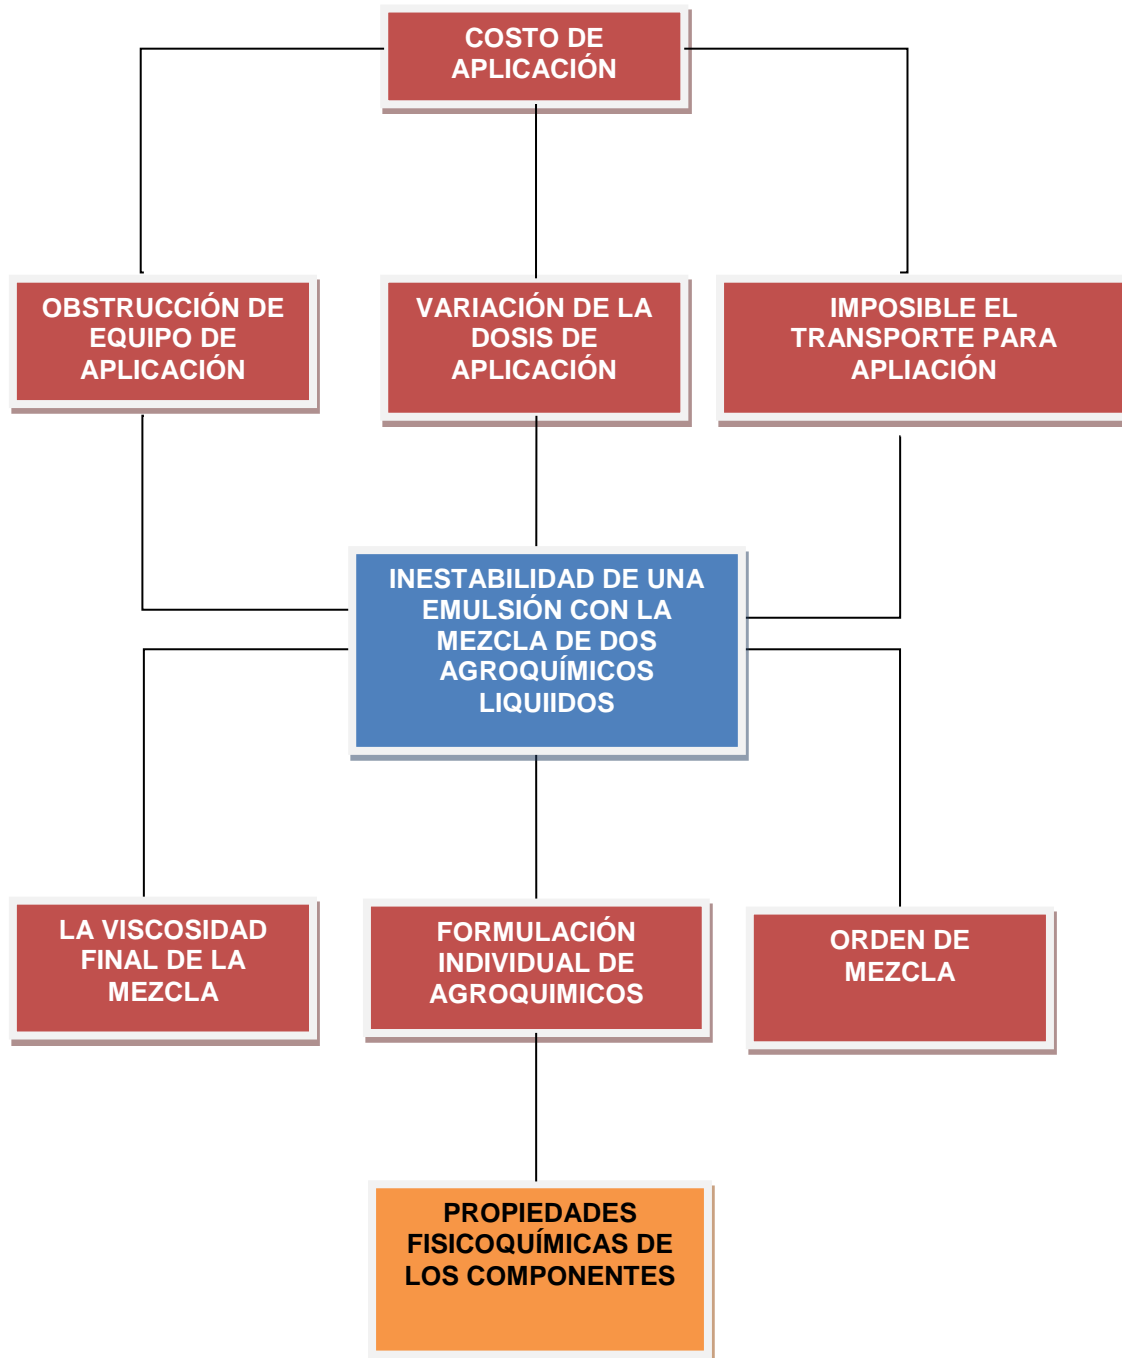 COSTO DE
APLICACIÓN
OBSTRUCCIÓN DE
EQUIPO DE
APLICACIÓN
VARIACIÓN DE LA
DOSIS DE
APLICACIÓN
IMPOSIBLE EL
TRANSPORTE PARA
APLIACIÓN
INESTABILIDAD DE UNA
EMULSIÓN CON LA
MEZCLA DE DOS
AGROQUÍMICOS
LIQUIIDOS
LA VISCOSIDAD
FINAL DE LA
MEZCLA
FORMULACIÓN
INDIVIDUAL DE
AGROQUIMICOS
ORDEN DE
MEZCLA
PROPIEDADES
FISICOQUÍMICAS DE
LOS COMPONENTES